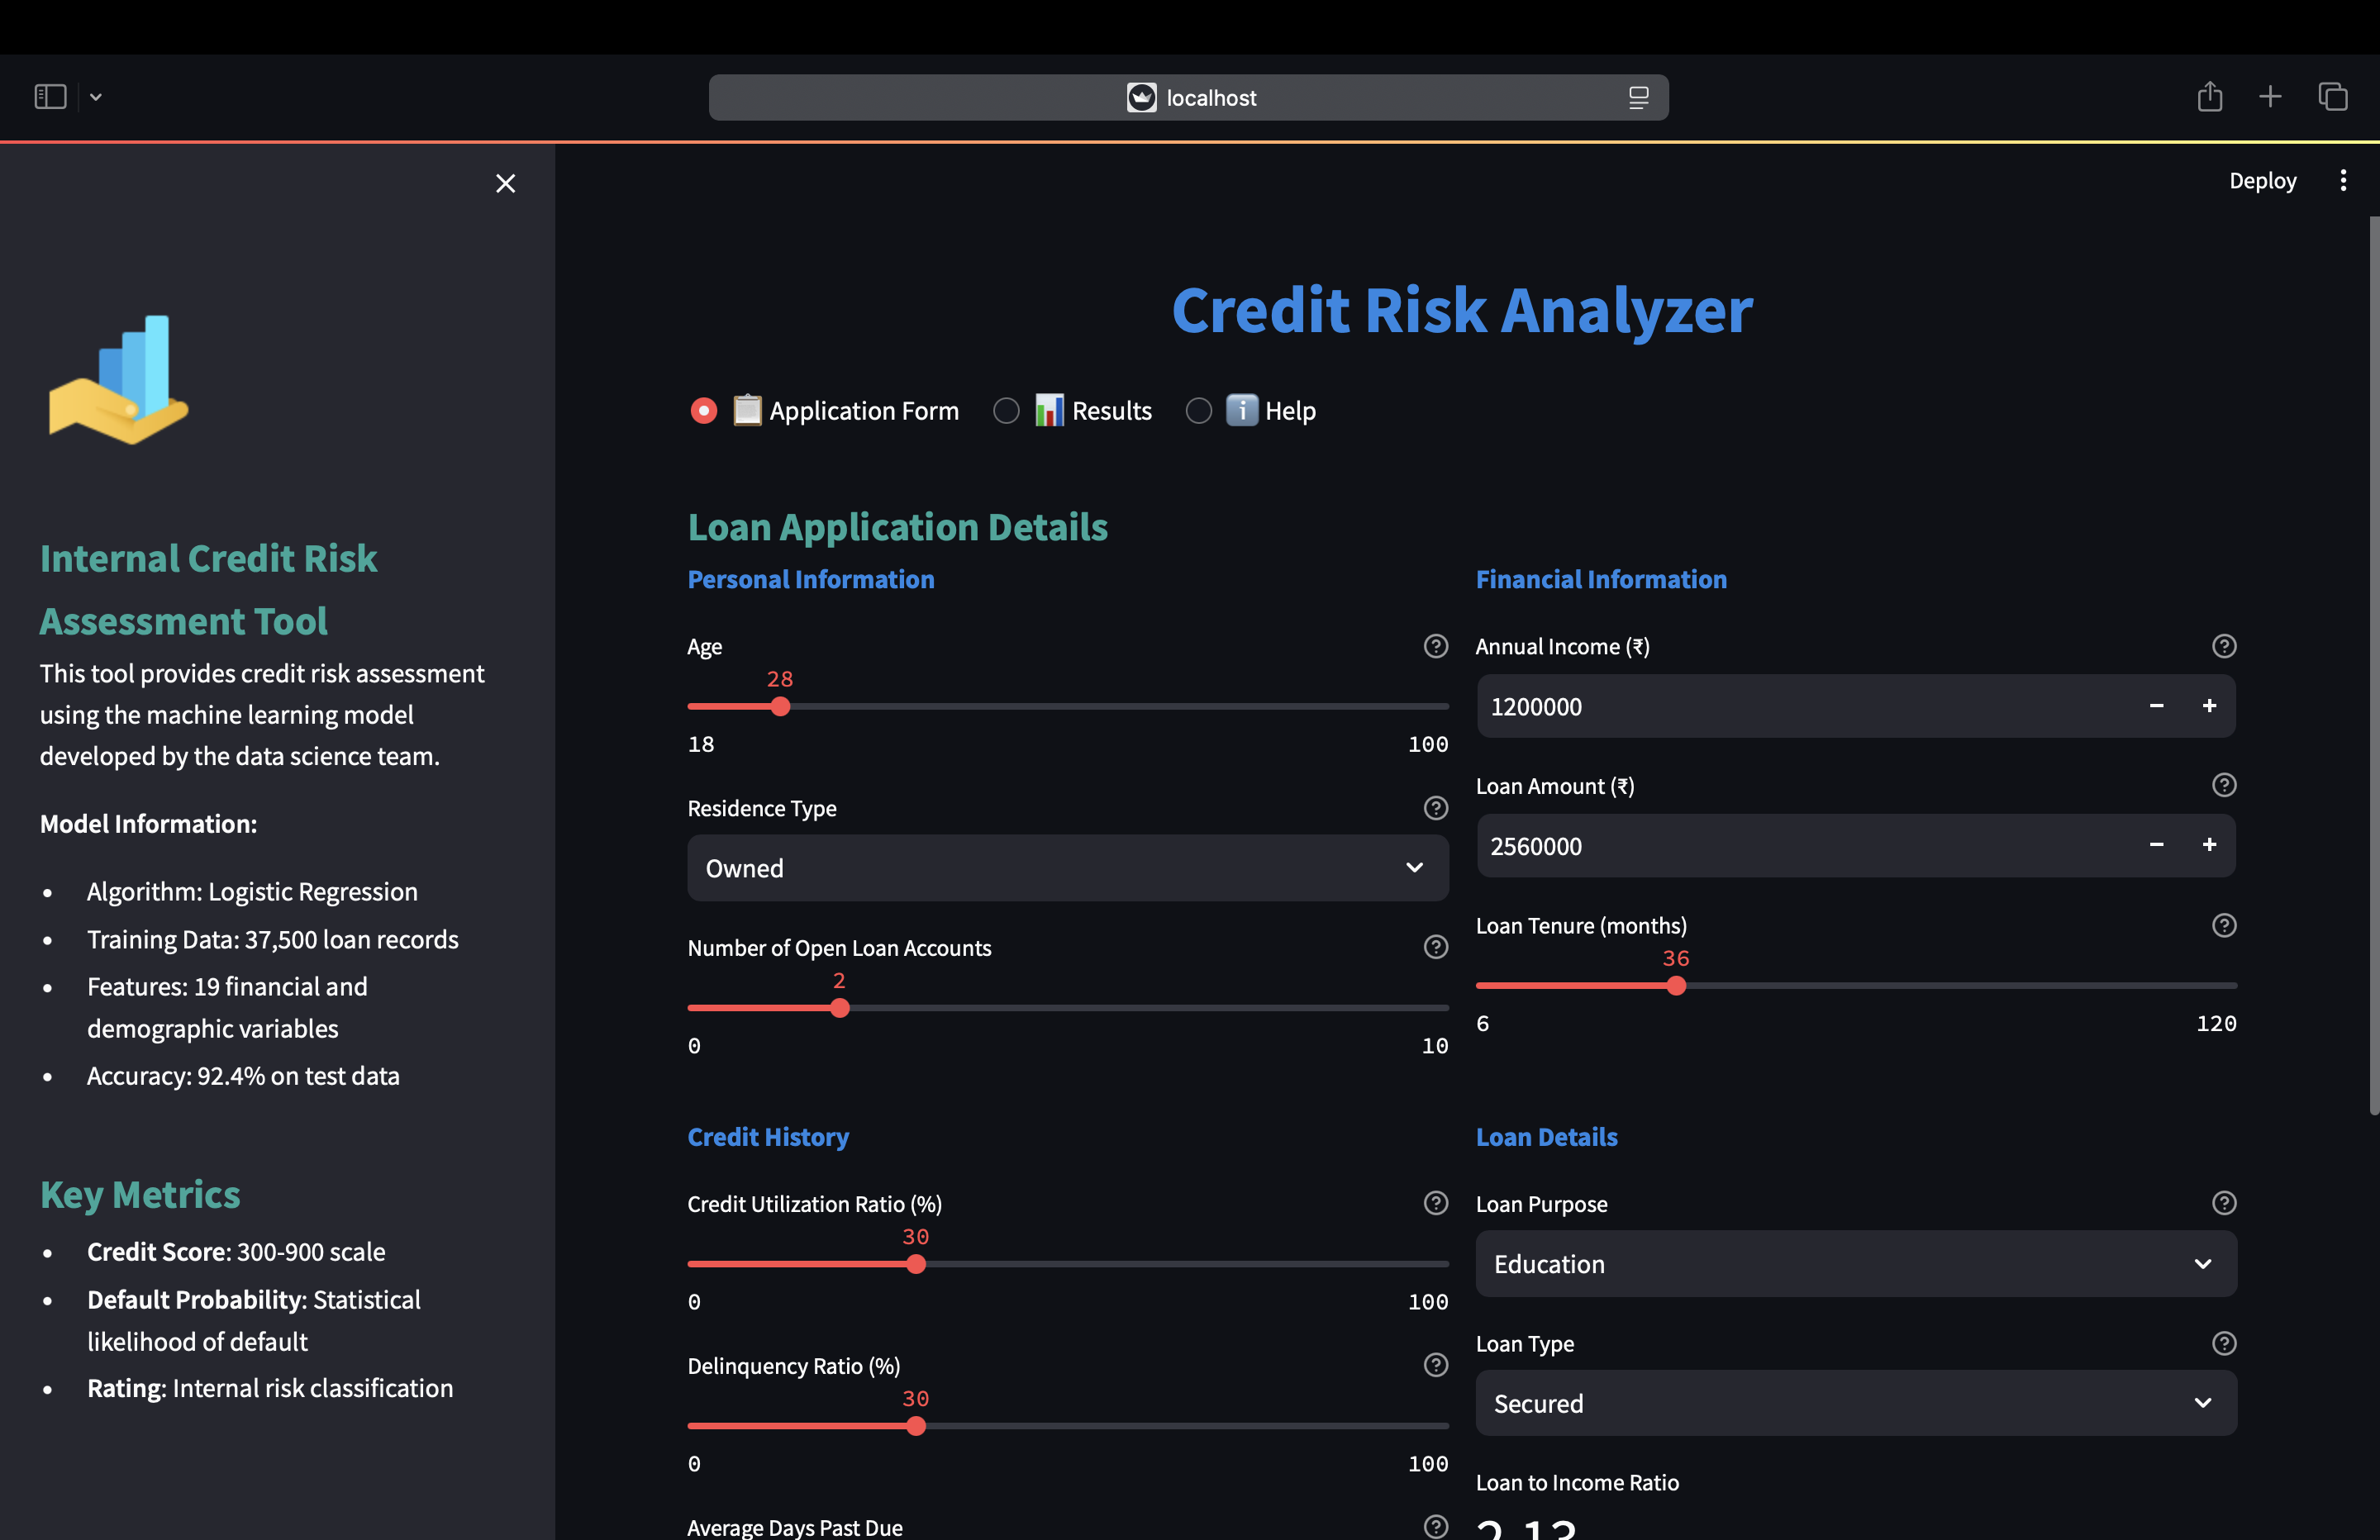 localhost
Deploy
Internal Credit Risk
Assessment Tool
This tool provides credit risk assessment
using the machine learning model
developed by the data science team.
Model Information:
Algorithm: Logistic Regression
Training Data: 37,500 loan records
Features: 19 financial and
demographic variables
Accuracy: 92.4% on test data
Key Metrics
Credit Score: 300-900 scale
Default Probability: Statistical
likelihood of default
Rating: Internal risk classification
Credit Risk Analyzer
Application Form Results Help
Loan Application Details
Personal Information
Age
28
18 100
Residence Type
Owned
Number of Open Loan Accounts
2
0 10
Financial Information
Annual Income (₹)
1200000
Loan Amount (₹)
2560000
Loan Tenure (months)
36
6 120
Credit History
Credit Utilization Ratio (%)
30
0 100
Delinquency Ratio (%)
30
0 100
Average Days Past Due
Loan Details
Loan Purpose
Education
Loan Type
Secured
Loan to Income Ratio
2.13